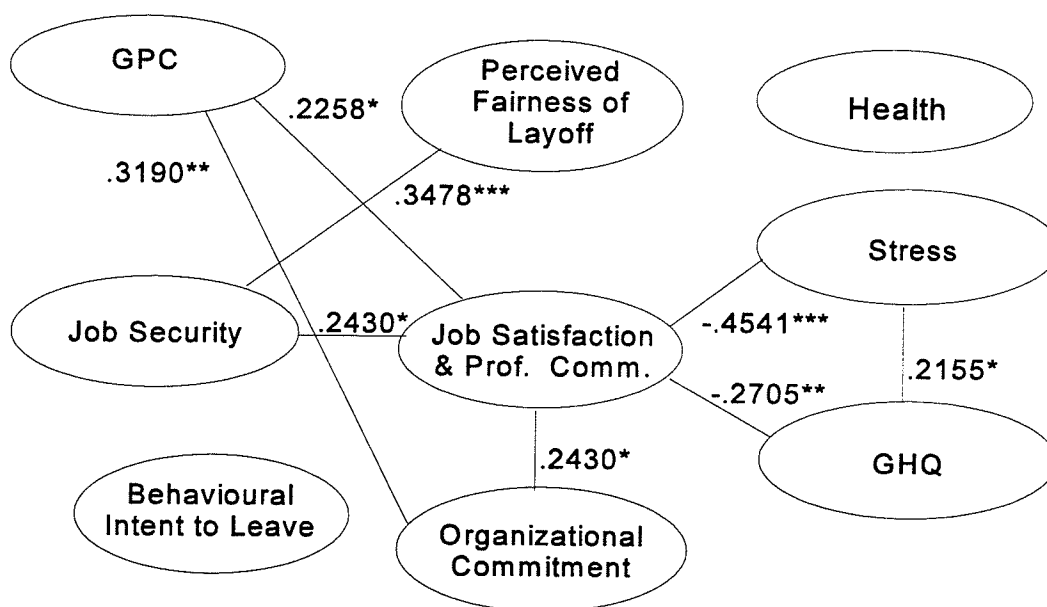 GPC
Perceived
Fairness of
Layoff
Health
.2258*
.3190**
.3478***
Stress
Job Security
.2430*
Job Satisfaction
& Prof. Comm.
-.4541***
.2155*
-.2705**
GHQ
.2430*
Behavioural
Intent to Leave
Organizational
Commitment